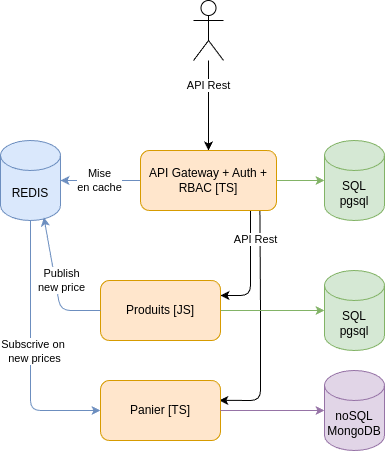 API Rest
Mise
en cache
API Gateway + Auth +
RBAC [TS]
SQL
pgsql
REDIS
API Rest
Publish
new price
Produits [JS]
SQL
pgsql
Subscrive on
new prices
Panier [TS]
noSQL
MongoDB